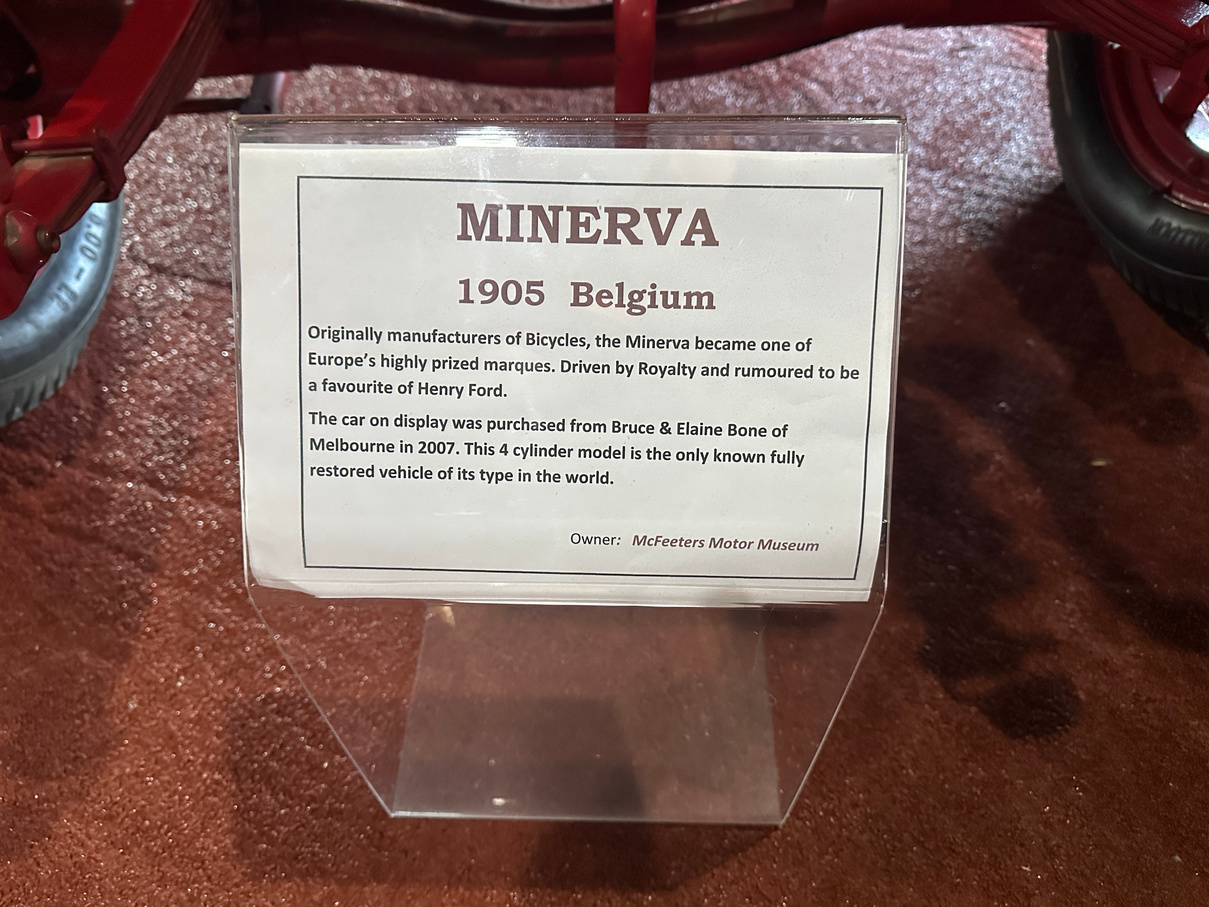 MINERVA
1905 Belgium
Originally manufacturers of Bicycles, the Minerva became one of
Europe's highly prized marques. Driven by Royalty and rumoured to be
a favourite of Henry Ford.
The car on display was purchased from Bruce & Elaine Bone of
Melbourne in 2007. This 4 cylinder model is the only known fully
restored vehicle of its type in the world.
Owner: McFeeters Motor Museum